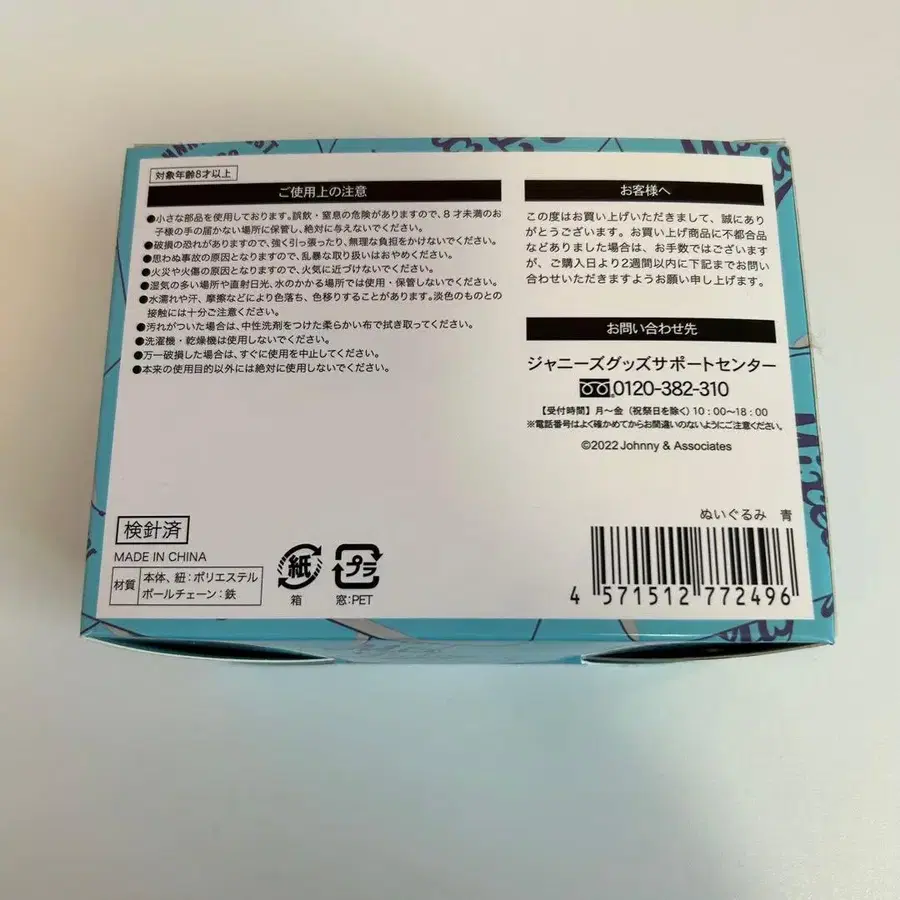 対象年齢8才以上
ご使用上の注意
●小さな部品を使用しております。誤飲・窒息の危険がありますので、8才未満のお
子様の手の届かない場所に保管し、絶対に与えないでください。
●破損の恐れがありますので、強く引っ張ったり、無理な負担をかけないでください。
●思わぬ事故の原因となりますので、乱暴な取り扱いはおやめください。
●火災や火傷の原因となりますので、火気に近づけないでください。
●湿気の多い場所や直射日光、水のかかる場所では使用・保管しないでください。
●水濡れや汗、摩擦などにより色落ち、色移りすることがあります。淡色のものとの
接触には十分ご注意ください。
●汚れがついた場合は、中性洗剤をつけた柔らかい布で拭き取ってください。
●洗濯機・乾燥機は使用しないでください。
●万一破損した場合は、すぐに使用を中止してください。
●本来の使用目的以外には絶対に使用しないでください。
お客様へ
この度はお買い上げいただきまして、誠にあり
がとうございます。お買い上げ商品に不都合品
などありました場合は、お手数ではございます
が、ご購入日より2週間以内に下記までお問い
合わせいただきますようお願い申し上げます。
お問い合わせ先
ジャニーズグッズサポートセンター
0120-382-310
【受付時間】月〜金（祝祭日を除く）10：00〜18：00
※電話番号はよく確かめてからお間違いのないようにご注意ください。
©2022 Johnny & Associates
検針済
MADE IN CHINA
材質
本体、紐：ポリエステル
ボールチェーン：鉄
紙
箱
プラ
窓：PET
ぬいぐるみ 青
4 571512 772496